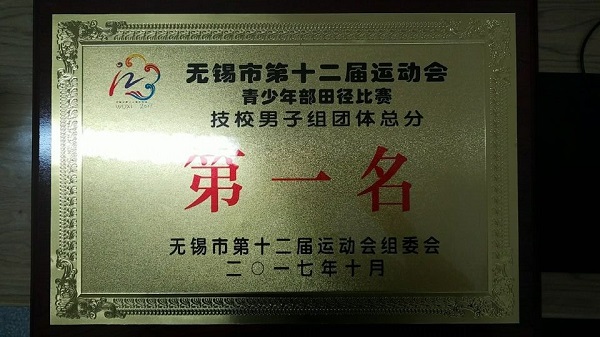 无锡市第十二届运动会
青少年部田径比赛
技校男子组团体总分
第一名
无锡市第十二届运动会组委会
二〇一七年十月